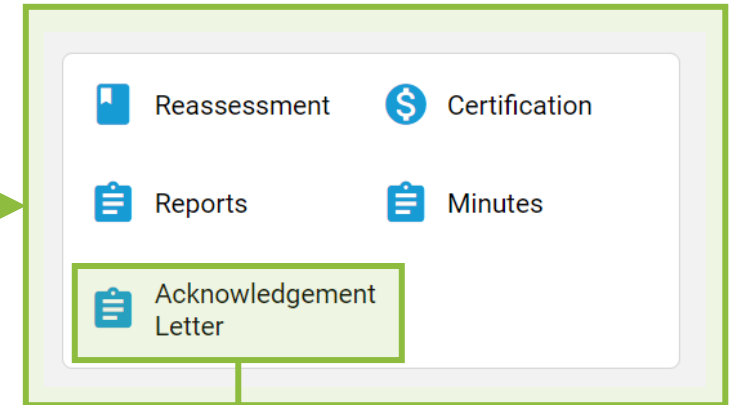 Reassessment
Certification
Reports
Minutes
Acknowledgement
Letter